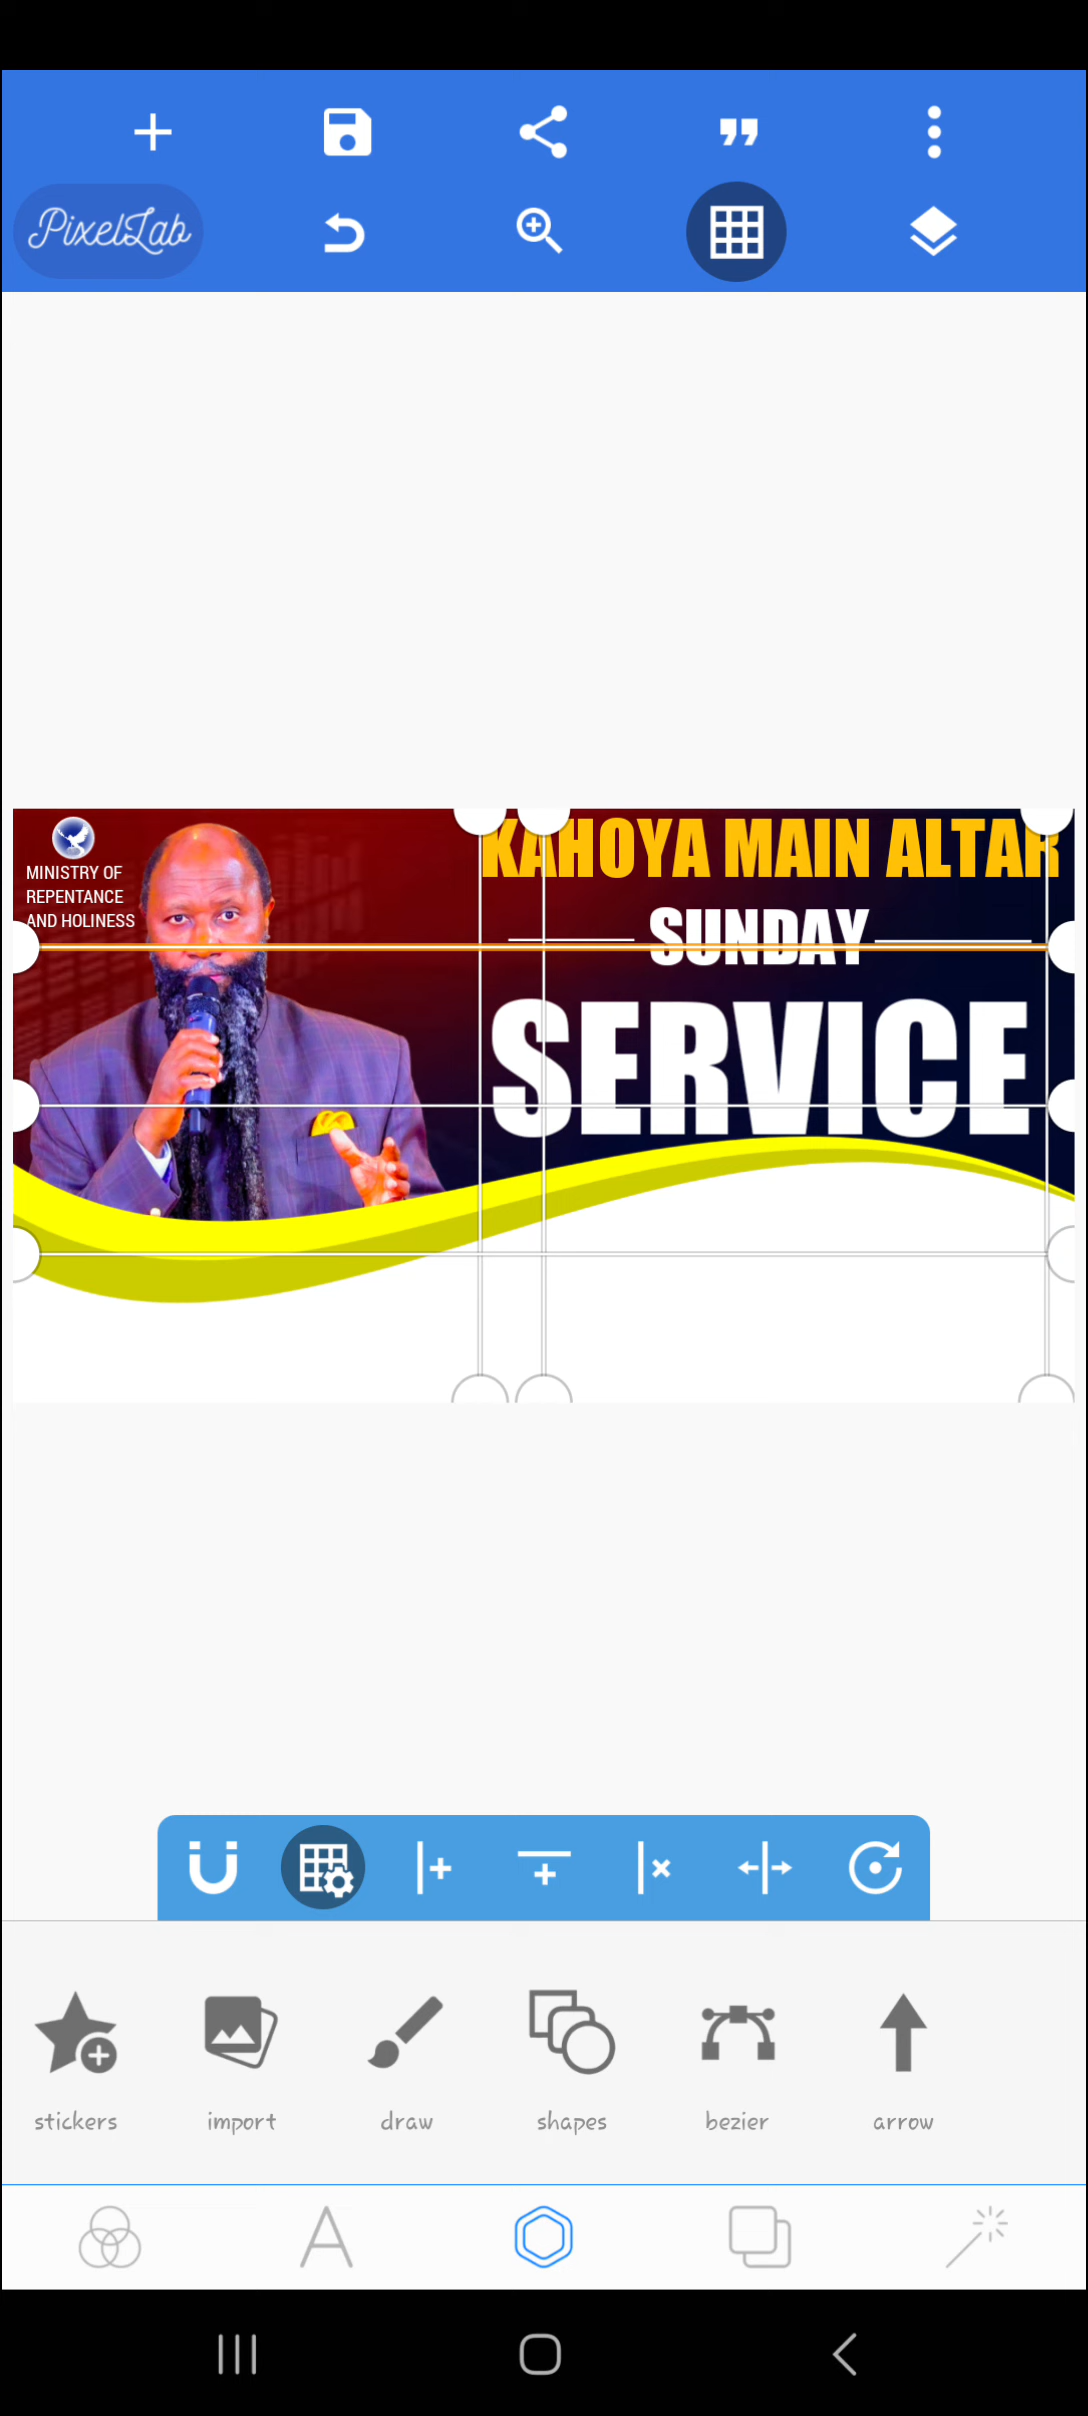 PixelLab
MINISTRY OF
REPENTANCE
AND HOLINESS
KAHOYA MAIN ALTAR
SUNDAY
SERVICE
stickers
import
draw
shapes
bezier
arrow